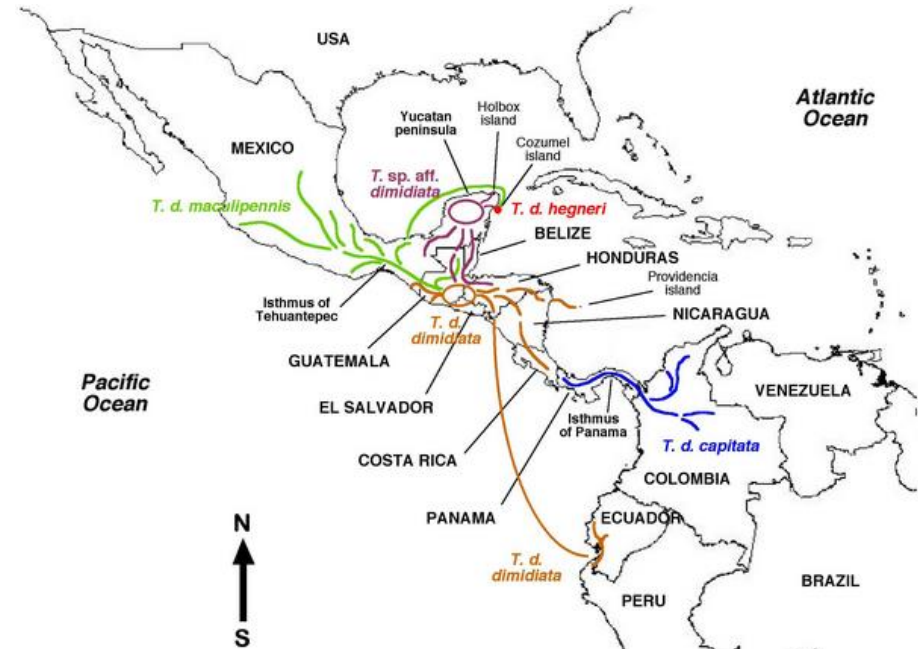 USA
Atlantic
Ocean
Holbox
island
Yucatan
peninsula
Cozumel
island
MEXICO
T. sp. aff.
dimidiata
T. d. maculipennis
T. d. hegneri
BELIZE
HONDURAS
Providencia
island
Isthmus of
Tehuantepec
NICARAGUA
T. d.
dimidiata
GUATEMALA
Pacific
Ocean
EL SALVADOR
VENEZUELA
Isthmus
of Panama
T. d. capitata
COSTA RICA
COLOMBIA
PANAMA
ECUADOR
N
T. d.
dimidiata
BRAZIL
PERU
S